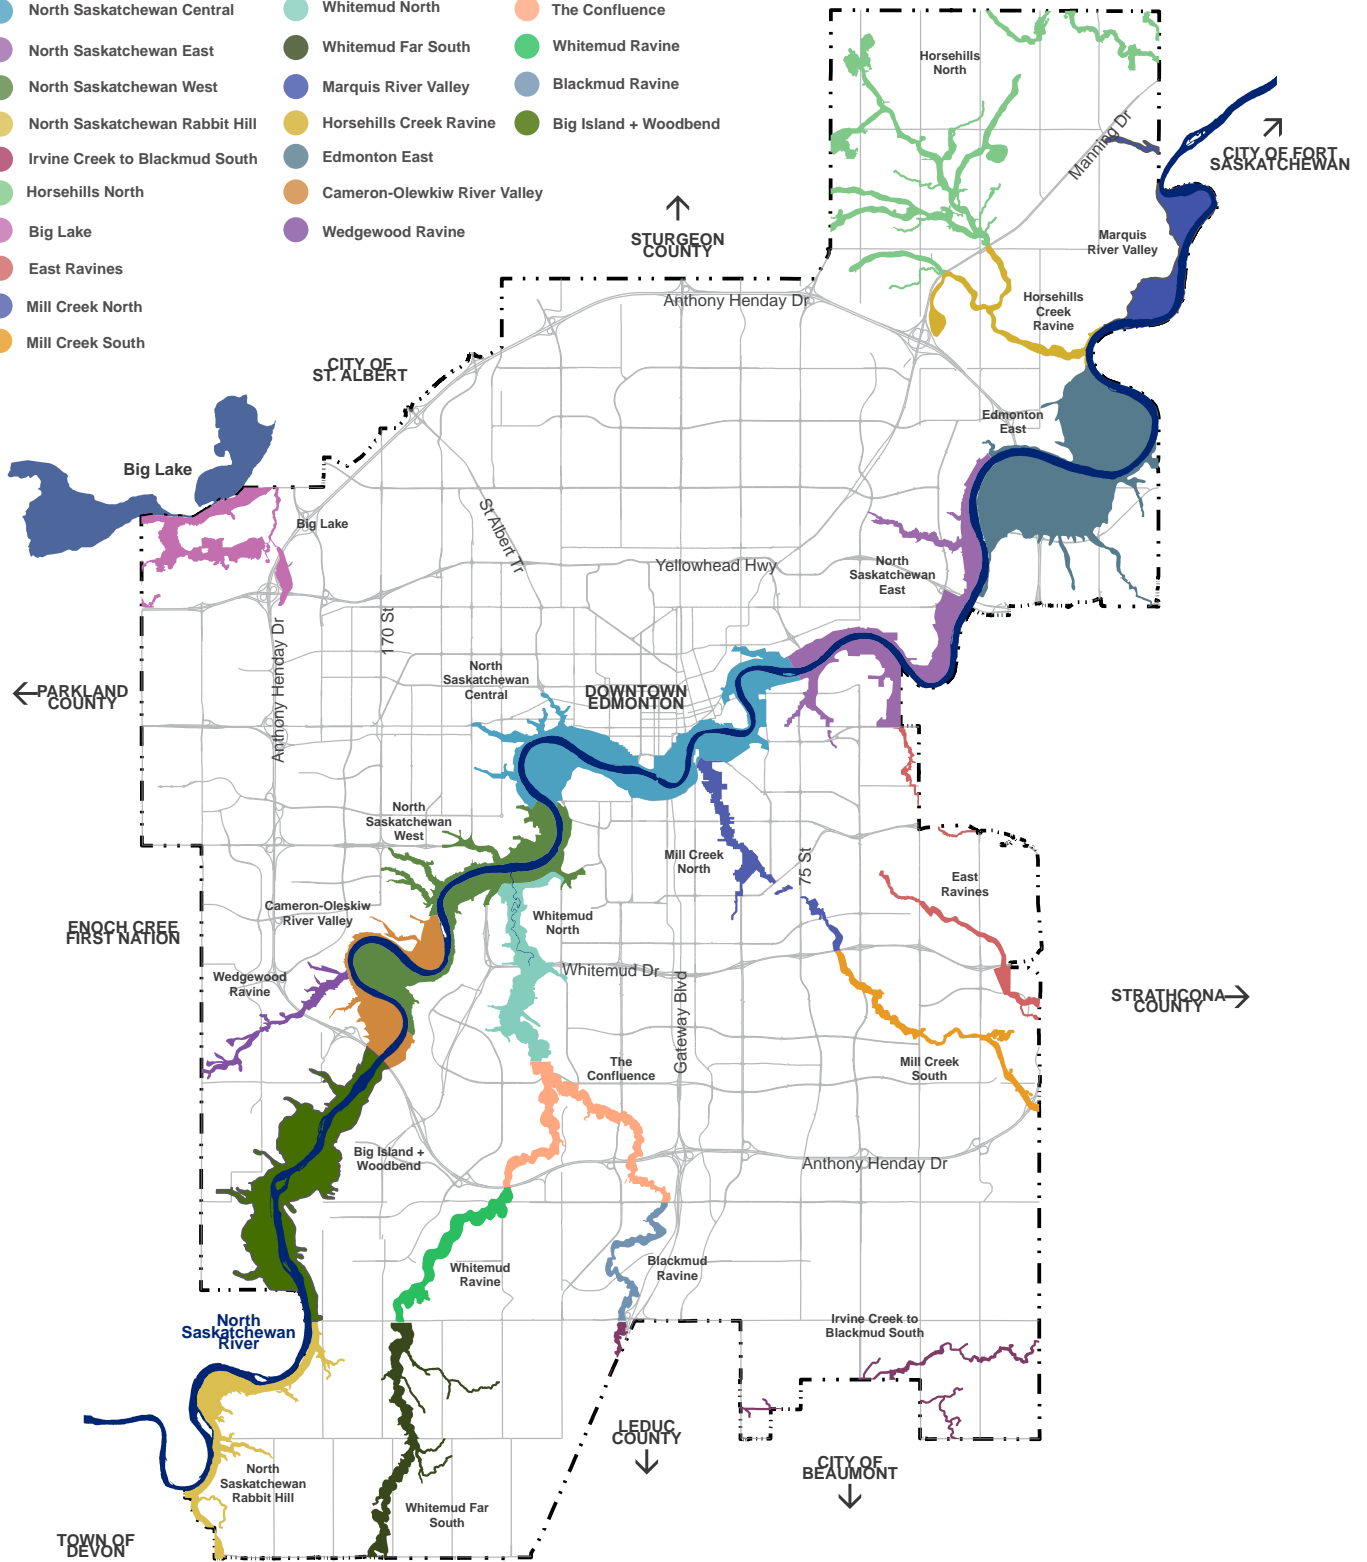 North Saskatchewan Central
North Saskatchewan East
North Saskatchewan West
North Saskatchewan Rabbit Hill
Irvine Creek to Blackmud South
Horsehills North
Big Lake
East Ravines
Mill Creek North
Mill Creek South
Whitemud North
Whitemud Far South
Marquis River Valley
Horsehills Creek Ravine
Edmonton East
Cameron-Olewkiw River Valley
Wedgewood Ravine
The Confluence
Whitemud Ravine
Blackmud Ravine
Big Island + Woodbend
Horsehills
North
Manning Dr
CITY OF FORT
SASKATCHEWAN
STURGEON
COUNTY
Marquis
River Valley
Anthony Henday Dr
Horsehills
Creek
Ravine
CITY OF
ST. ALBERT
Edmonton
East
Big Lake
Big Lake
St Albert Tr
Yellowhead Hwy
North
Saskatchewan
East
170 St
Anthony Henday Dr
North
Saskatchewan
Central
DOWNTOWN
EDMONTON
PARKLAND
COUNTY
North
Saskatchewan
West
Mill Creek
North
75 St
East
Ravines
Cameron-Oleskiw
River Valley
ENOCH CREE
FIRST NATION
Whitemud
North
Wedgewood
Ravine
Whitemud Dr
Gateway Blvd
STRATHCONA
COUNTY
The
Confluence
Mill Creek
South
Big Island +
Woodbend
Anthony Henday Dr
Whitemud
Ravine
Blackmud
Ravine
North
Saskatchewan
River
Irvine Creek to
Blackmud South
LEDUC
COUNTY
CITY OF
BEAUMONT
North
Saskatchewan
Rabbit Hill
Whitemud Far
South
TOWN OF
DEVON